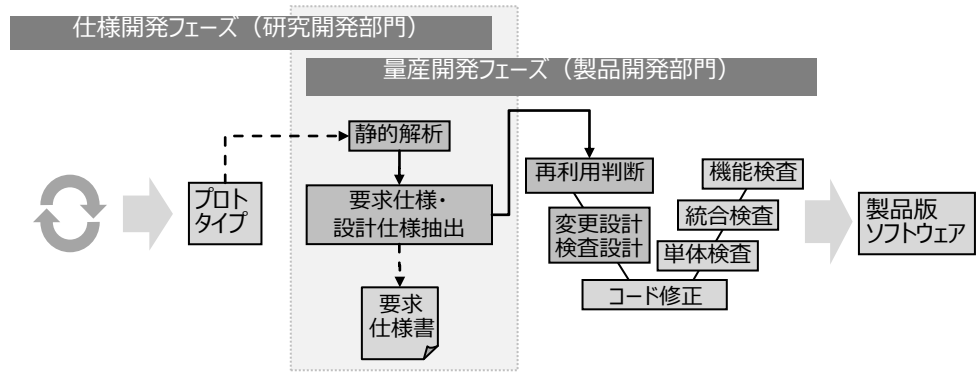 仕様開発フェーズ（研究開発部門）
量産開発フェーズ（製品開発部門）
静的解析
プロト
タイプ
要求仕様・
設計仕様抽出
要求
仕様書
再利用判断
変更設計
検査設計
コード修正
単体検査
統合検査
機能検査
製品版
ソフトウェア